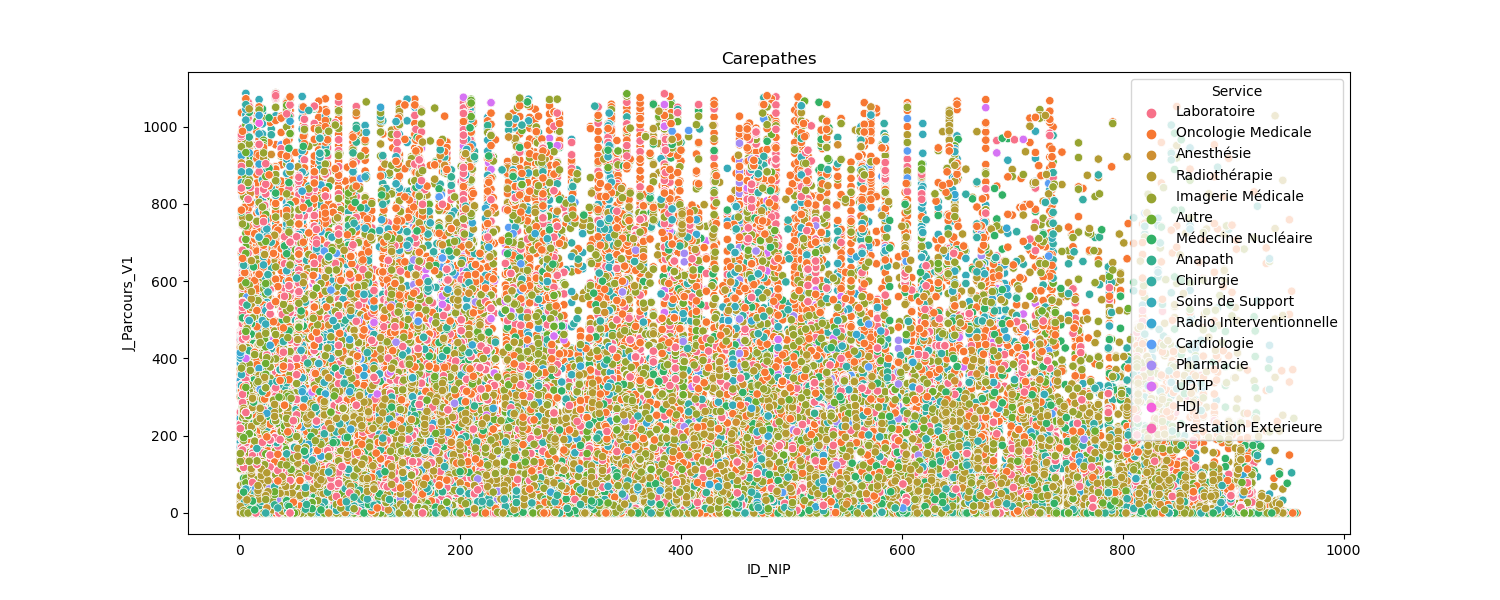 Carepathes
J_Parcours_V1
1000
800
600
400
200
0
0
200
400
600
800
1000
ID_NIP
Service
Laboratoire
Oncologie Medicale
Anesthésie
Radiothérapie
Imagerie Médicale
Autre
Médecine Nucléaire
Anapath
Chirurgie
Soins de Support
Radio Interventionnelle
Cardiologie
Pharmacie
UDTP
HDJ
Prestation Exterieure